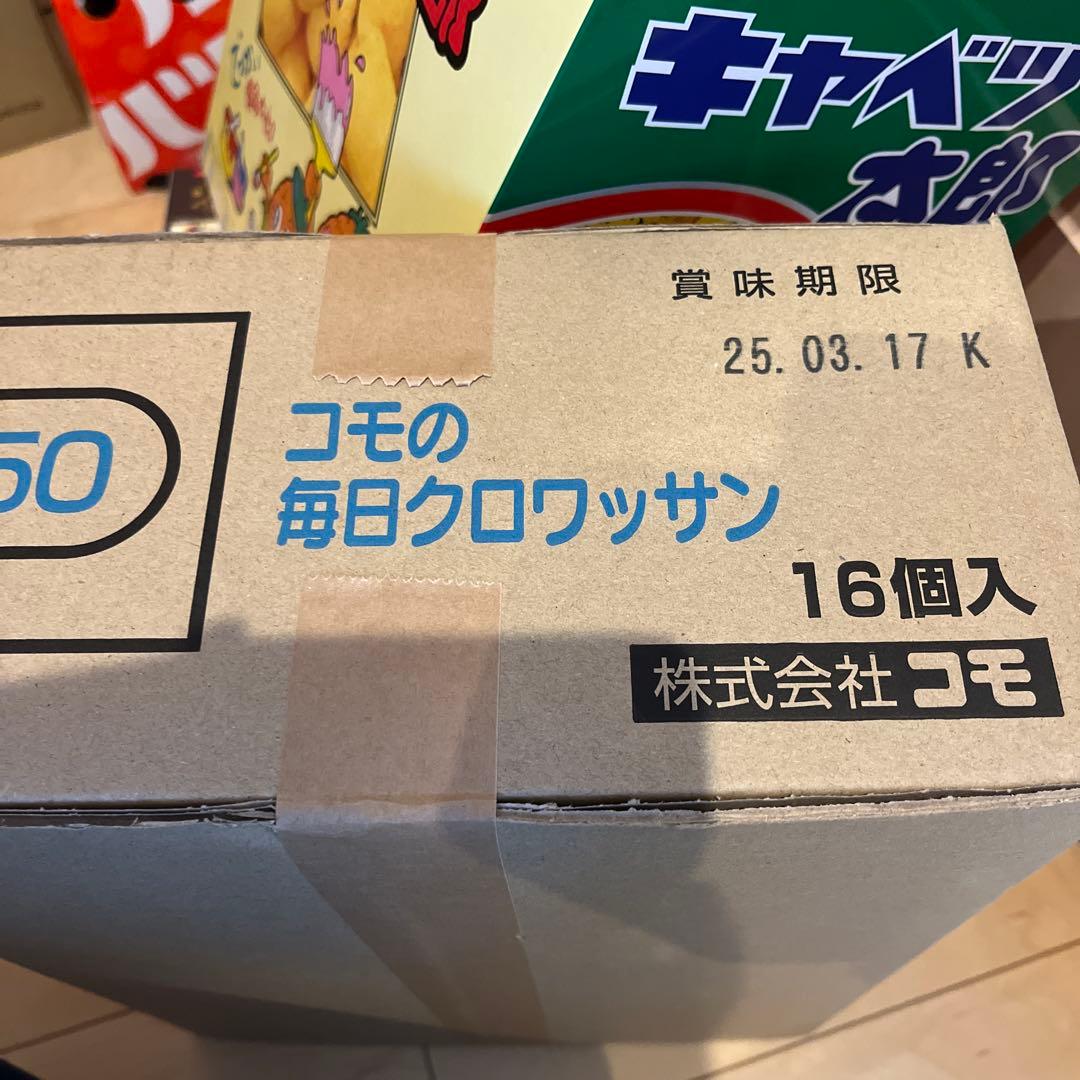 キャベツ
太郎
賞味期限
25.03.17 K
50
コモの
毎日クロワッサン
16個入
株式会社 コモ